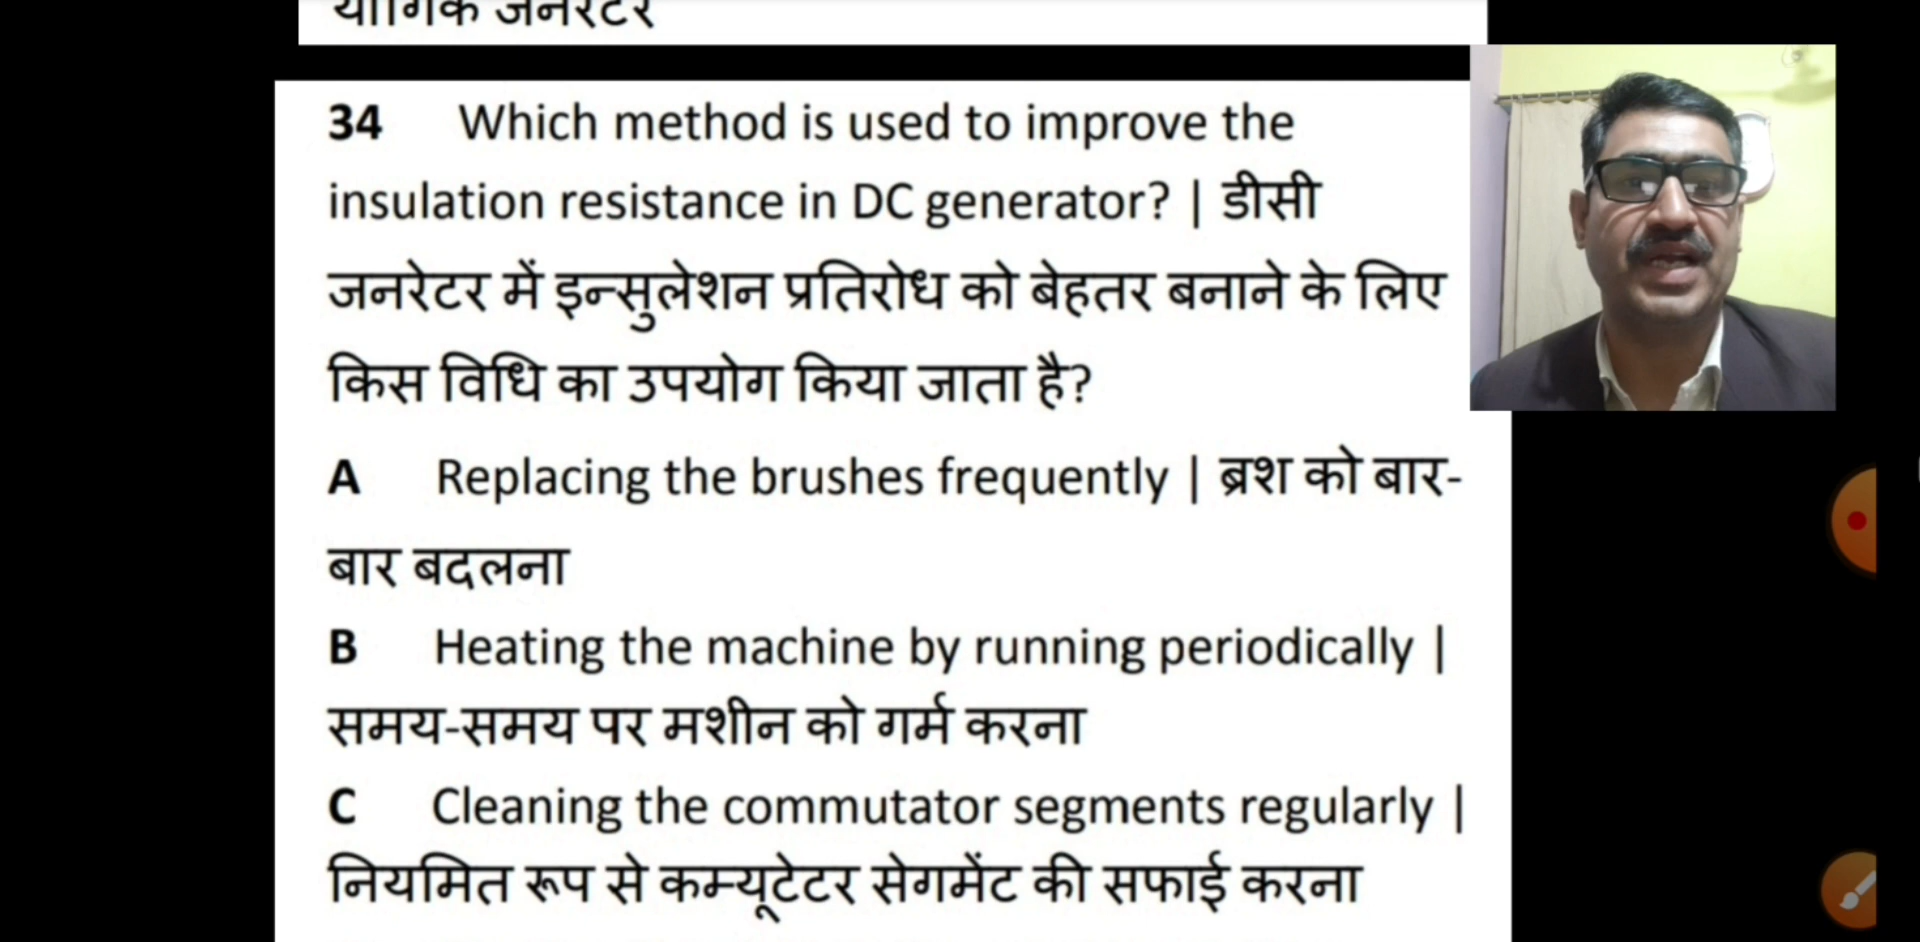 यौगिक जनरेटर
34 Which method is used to improve the
insulation resistance in DC generator? | डीसी
जनरेटर में इन्सुलेशन प्रतिरोध को बेहतर बनाने के लिए
किस विधि का उपयोग किया जाता है?
A Replacing the brushes frequently | ब्रश को बार-
बार बदलना
B Heating the machine by running periodically |
समय-समय पर मशीन को गर्म करना
C Cleaning the commutator segments regularly |
नियमित रूप से कम्यूटेटर सेगमेंट की सफाई करना